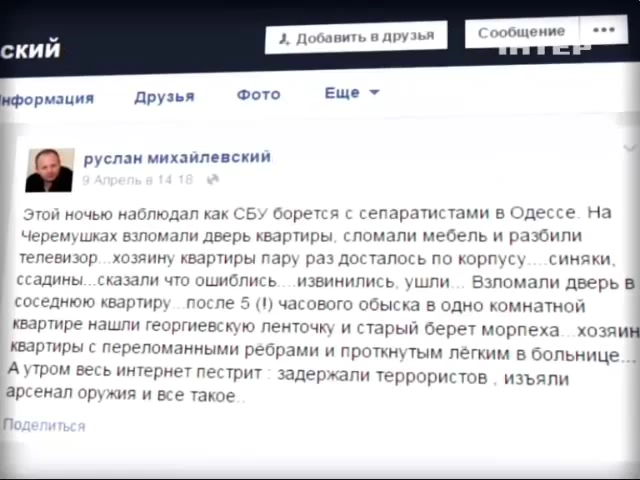 ский
Добавить в друзья
Сообщение
•••
ІНТЕР
Информация Друзья Фото Еще
руслан михайлевский
9 Апрель в 14:18
Этой ночью наблюдал как СБУ борется с сепаратистами в Одессе. На
Черемушках взломали дверь квартиры, сломали мебель и разбили
телевизор...хозяину квартиры пару раз досталось по корпусу....синяки,
ссадины...сказали что ошиблись....извинились, ушли... Взломали дверь в
соседнюю квартиру...после 5 (!) часового обыска в одно комнатной
квартире нашли георгиевскую ленточку и старый берет морпеха...хозяин
квартиры с переломанными рёбрами и проткнутым лёгким в больнице...
А утром весь интернет пестрит : задержали террористов , изъяли
арсенал оружия и все такое..
Поделиться